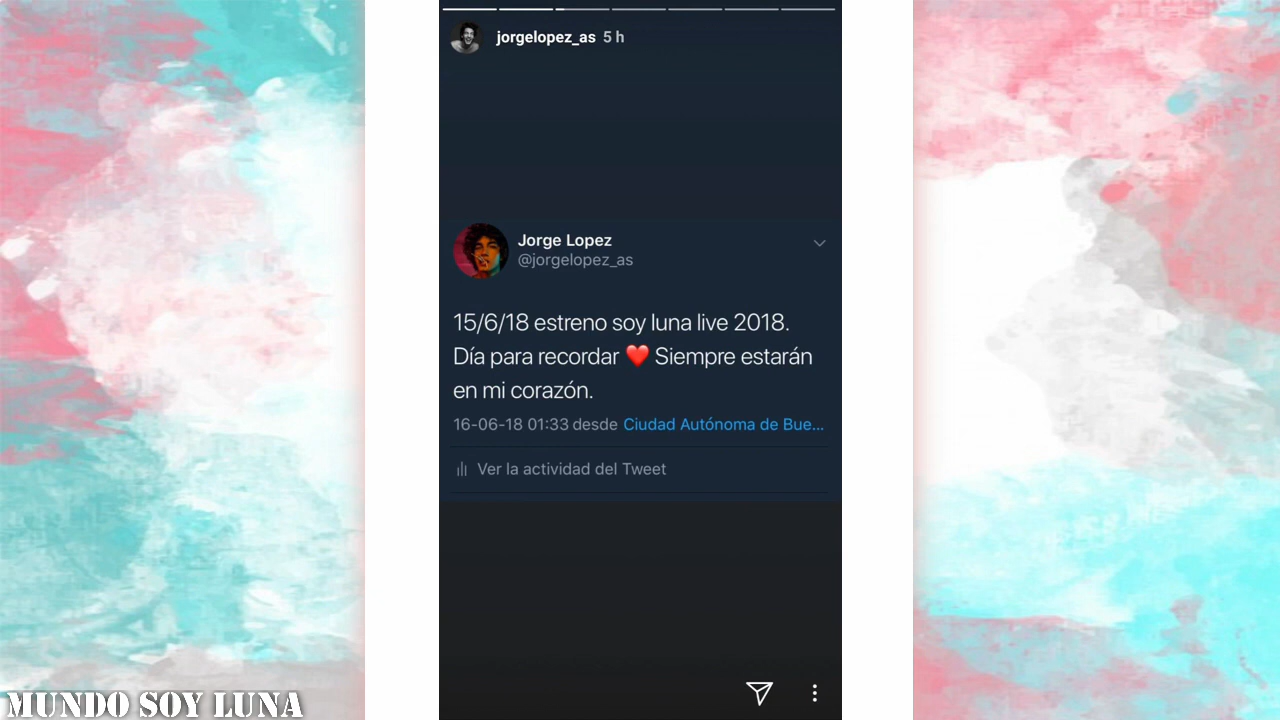 jorgelopez_as 5 h
Jorge Lopez
@jorgelopez_as
15/6/18 estreno soy luna live 2018.
Día para recordar ❤️ Siempre estarán
en mi corazón.
16-06-18 01:33 desde Ciudad Autónoma de Bue...
Ver la actividad del Tweet
MUNDO SOY LUNA